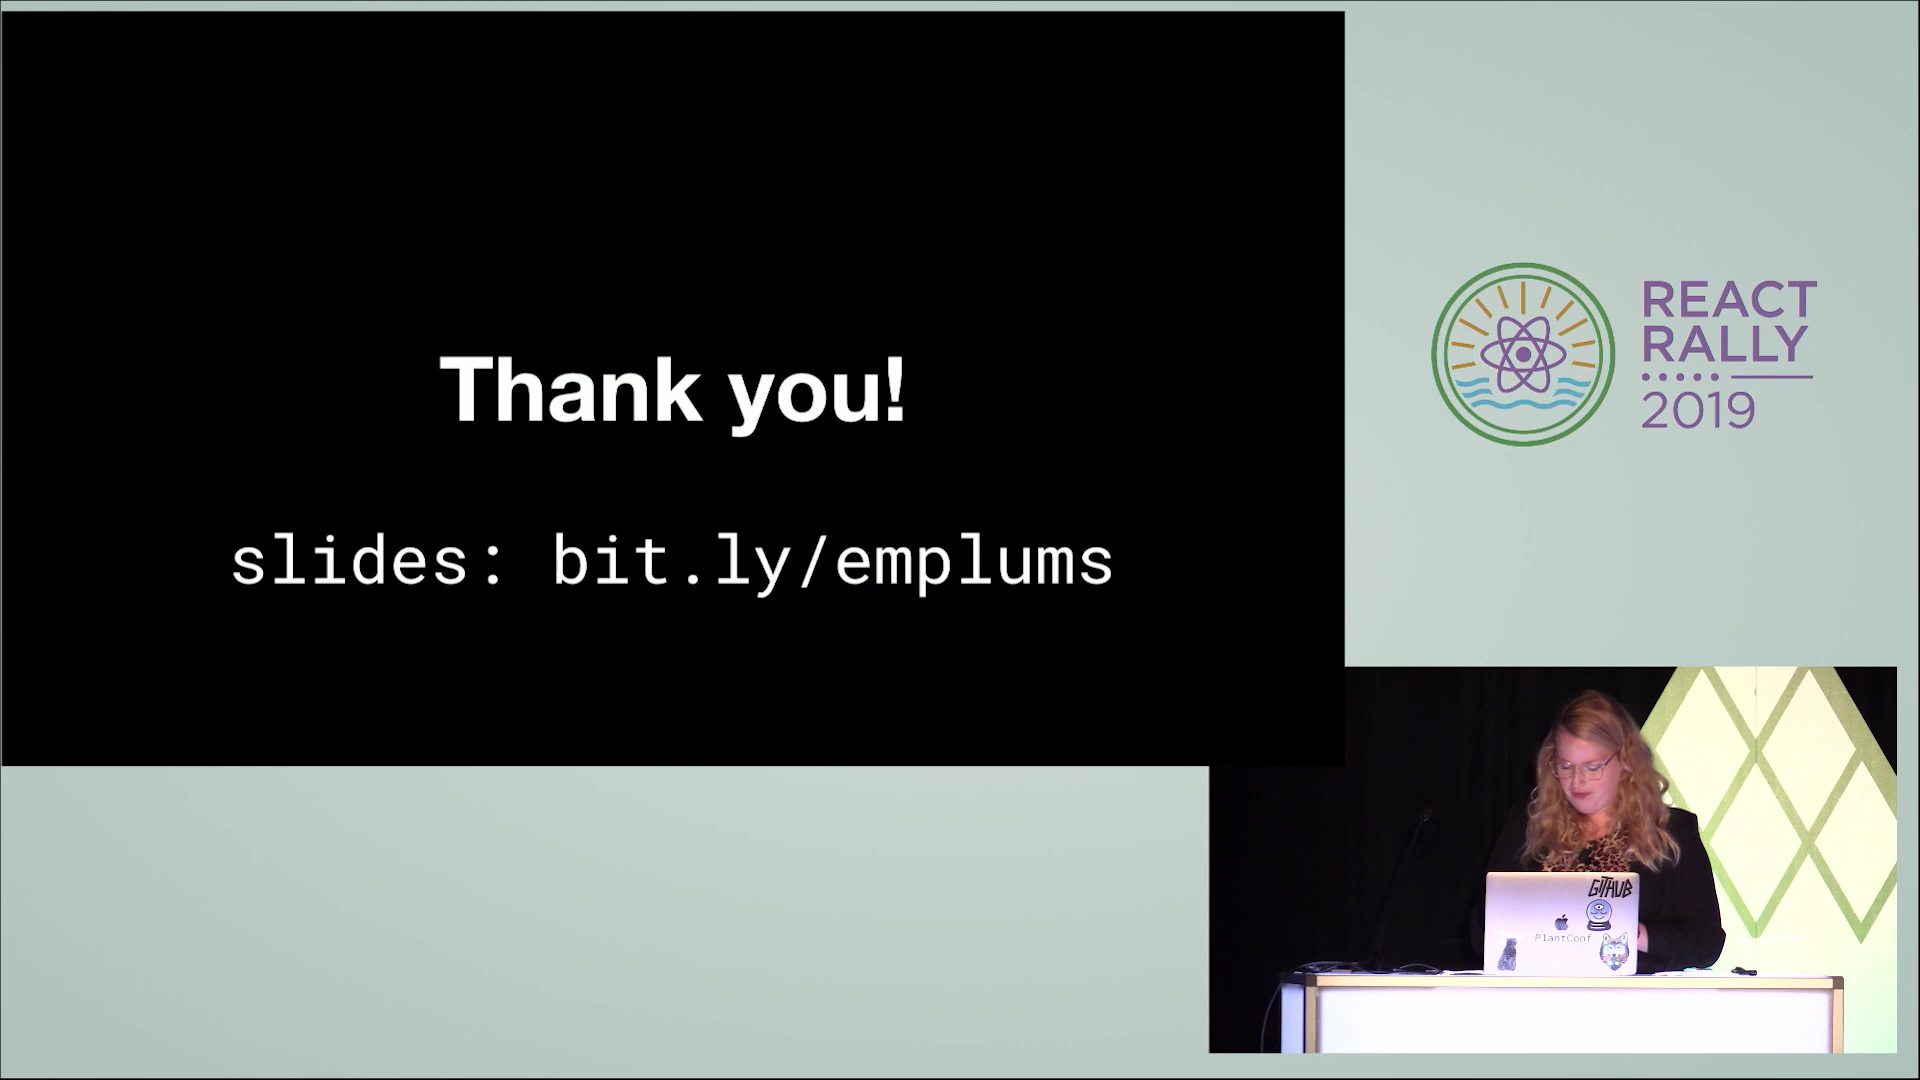 Thank you!
slides: bit.ly/emplums
REACT
RALLY
2019
GITHUB
PlantConf